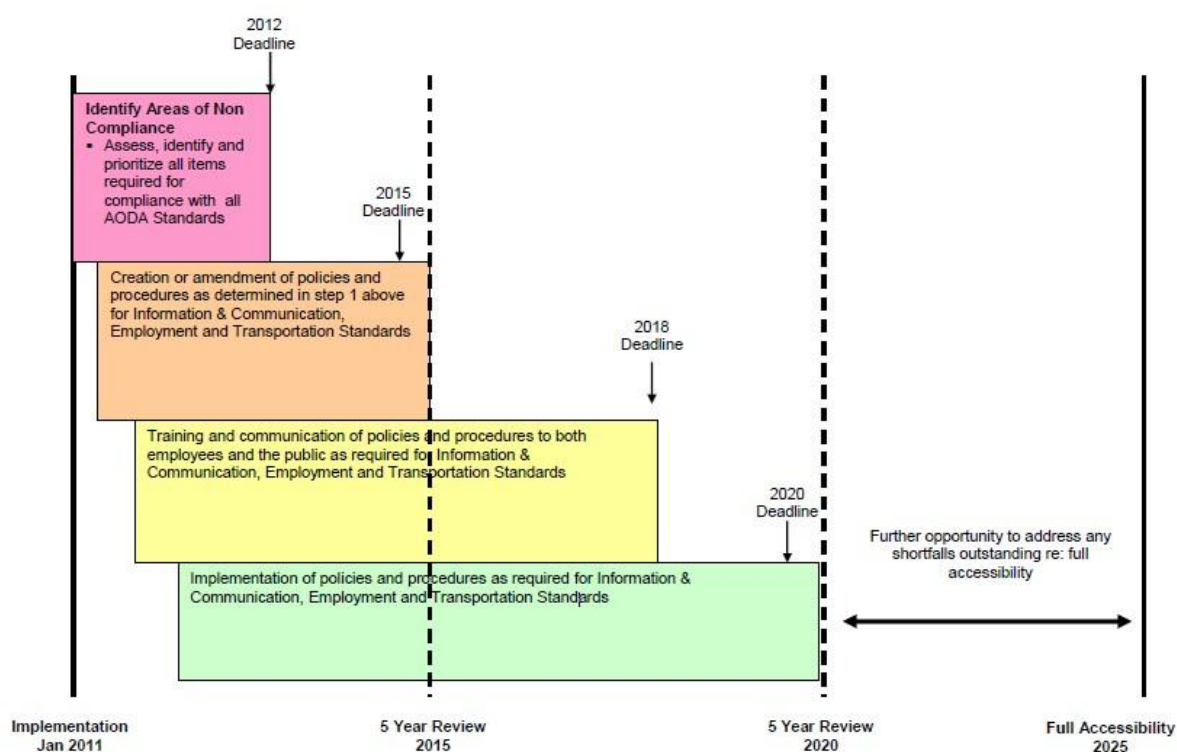 2012
Deadline
Identify Areas of Non
Compliance
▪ Assess, identify and
prioritize all items
required for
compliance with all
AODA Standards
2015
Deadline
Creation or amendment of policies and
procedures as determined in step 1 above
for Information & Communication,
Employment and Transportation Standards
2018
Deadline
Training and communication of policies and procedures to both
employees and the public as required for Information &
Communication, Employment and Transportation Standards
2020
Deadline
Implementation of policies and procedures as required for Information &
Communication, Employment and Transportation Standards
Further opportunity to address any
shortfalls outstanding re: full
accessibility
Implementation
Jan 2011
5 Year Review
2015
5 Year Review
2020
Full Accessibility
2025